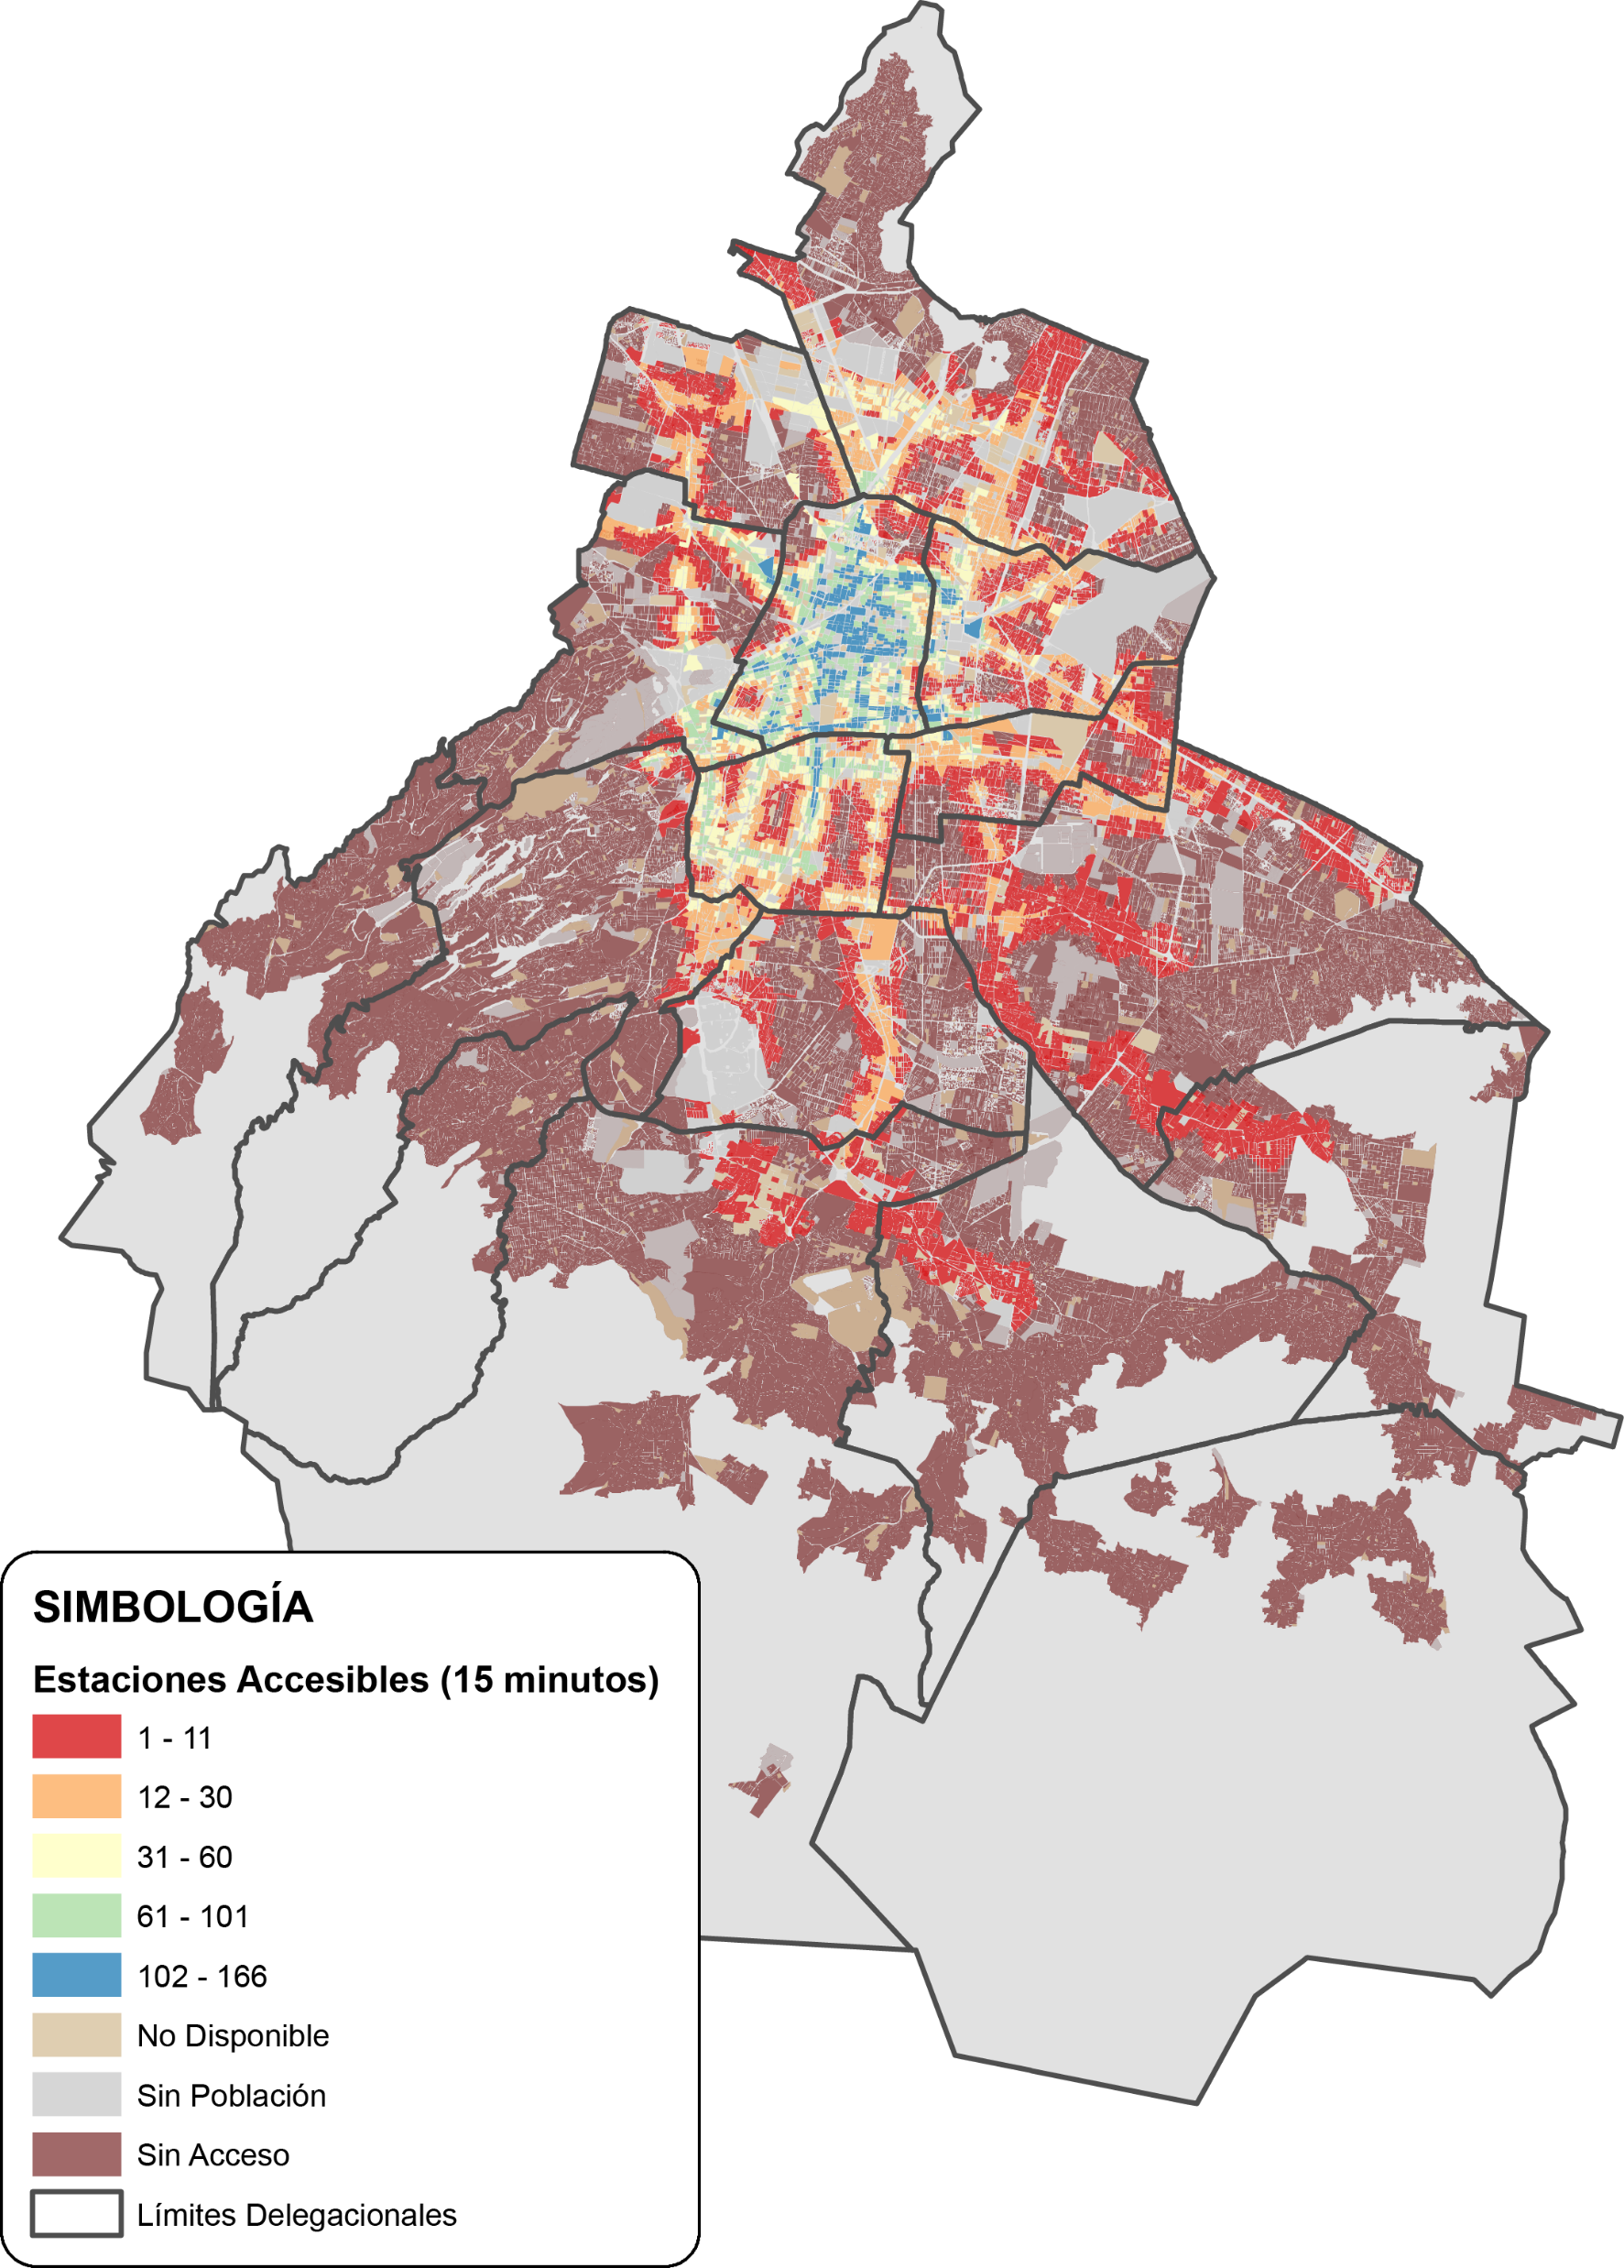 SIMBOLOGÍA
Estaciones Accesibles (15 minutos)
1 - 11
12 - 30
31 - 60
61 - 101
102 - 166
No Disponible
Sin Población
Sin Acceso
Límites Delegacionales